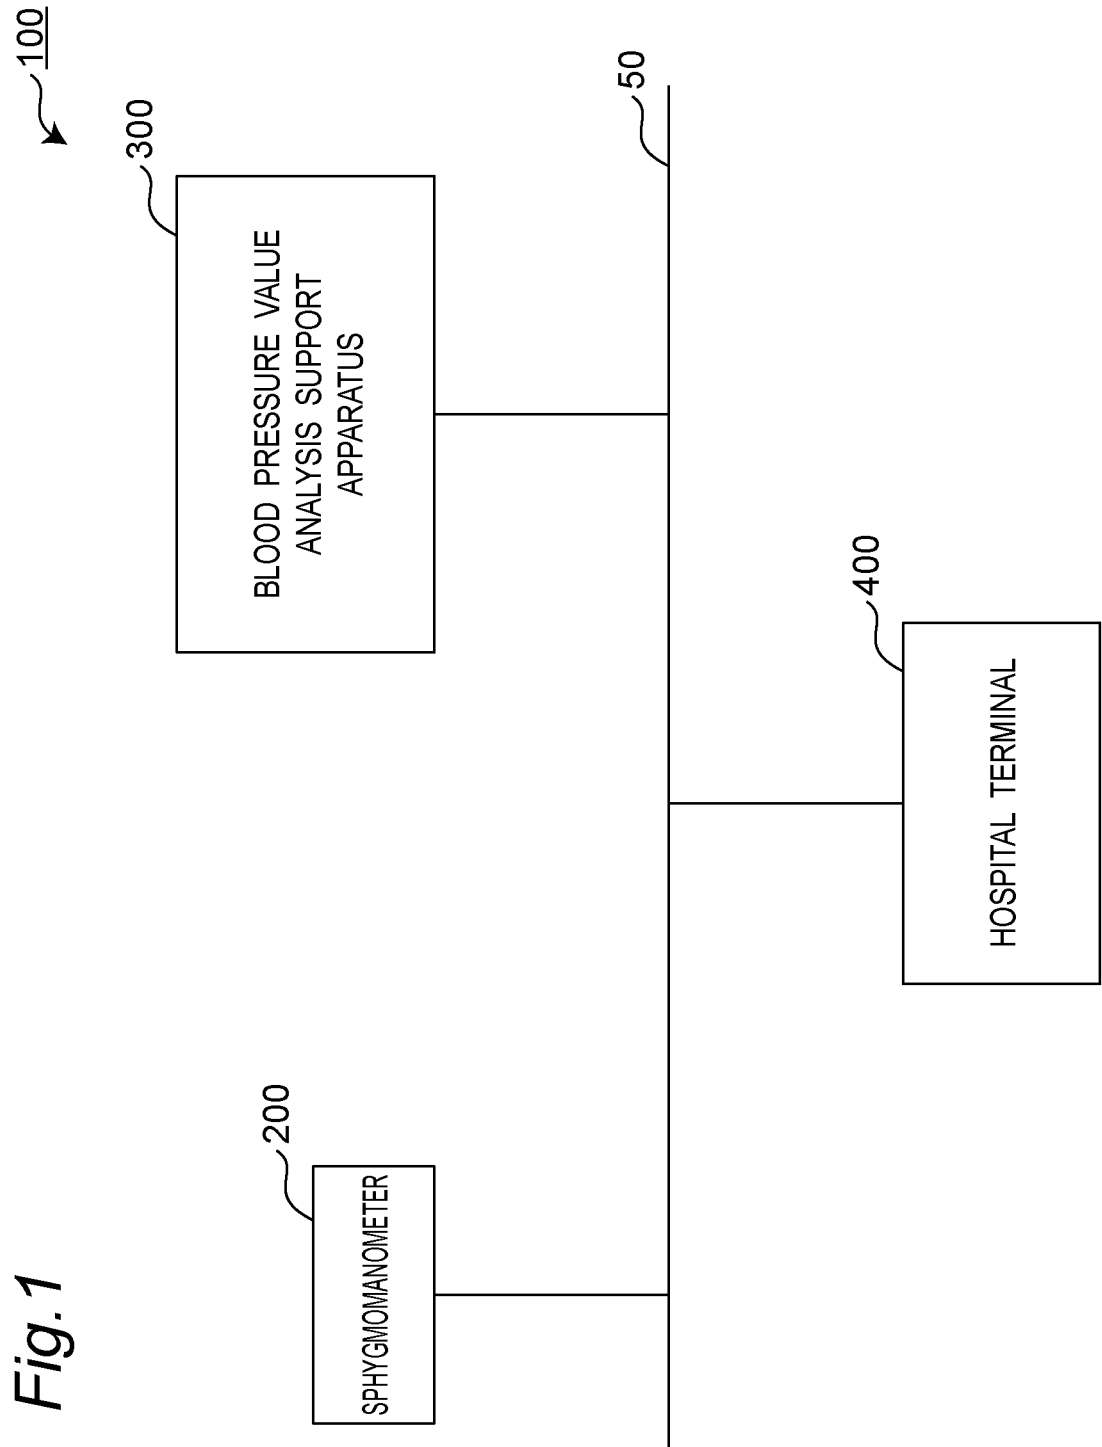 Fig.1
100
300
BLOOD PRESSURE VALUE
ANALYSIS SUPPORT
APPARATUS
200
SPHYGMOMANOMETER
50
400
HOSPITAL TERMINAL